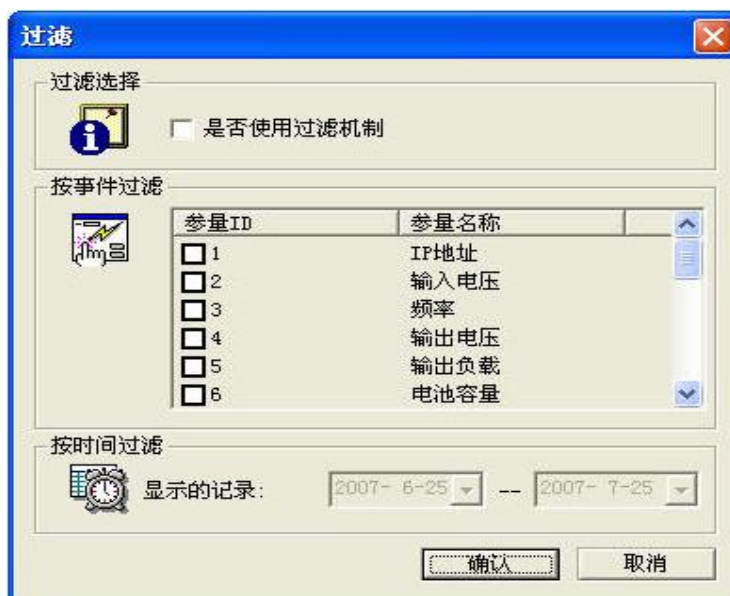 过滤
过滤选择
是否使用过滤机制
按事件过滤
参量ID 参量名称
1 IP地址
2 输入电压
3 频率
4 输出电压
5 输出负载
6 电池容量
按时间过滤
显示的记录: 2007- 6-25 -- 2007- 7-25
确认 取消